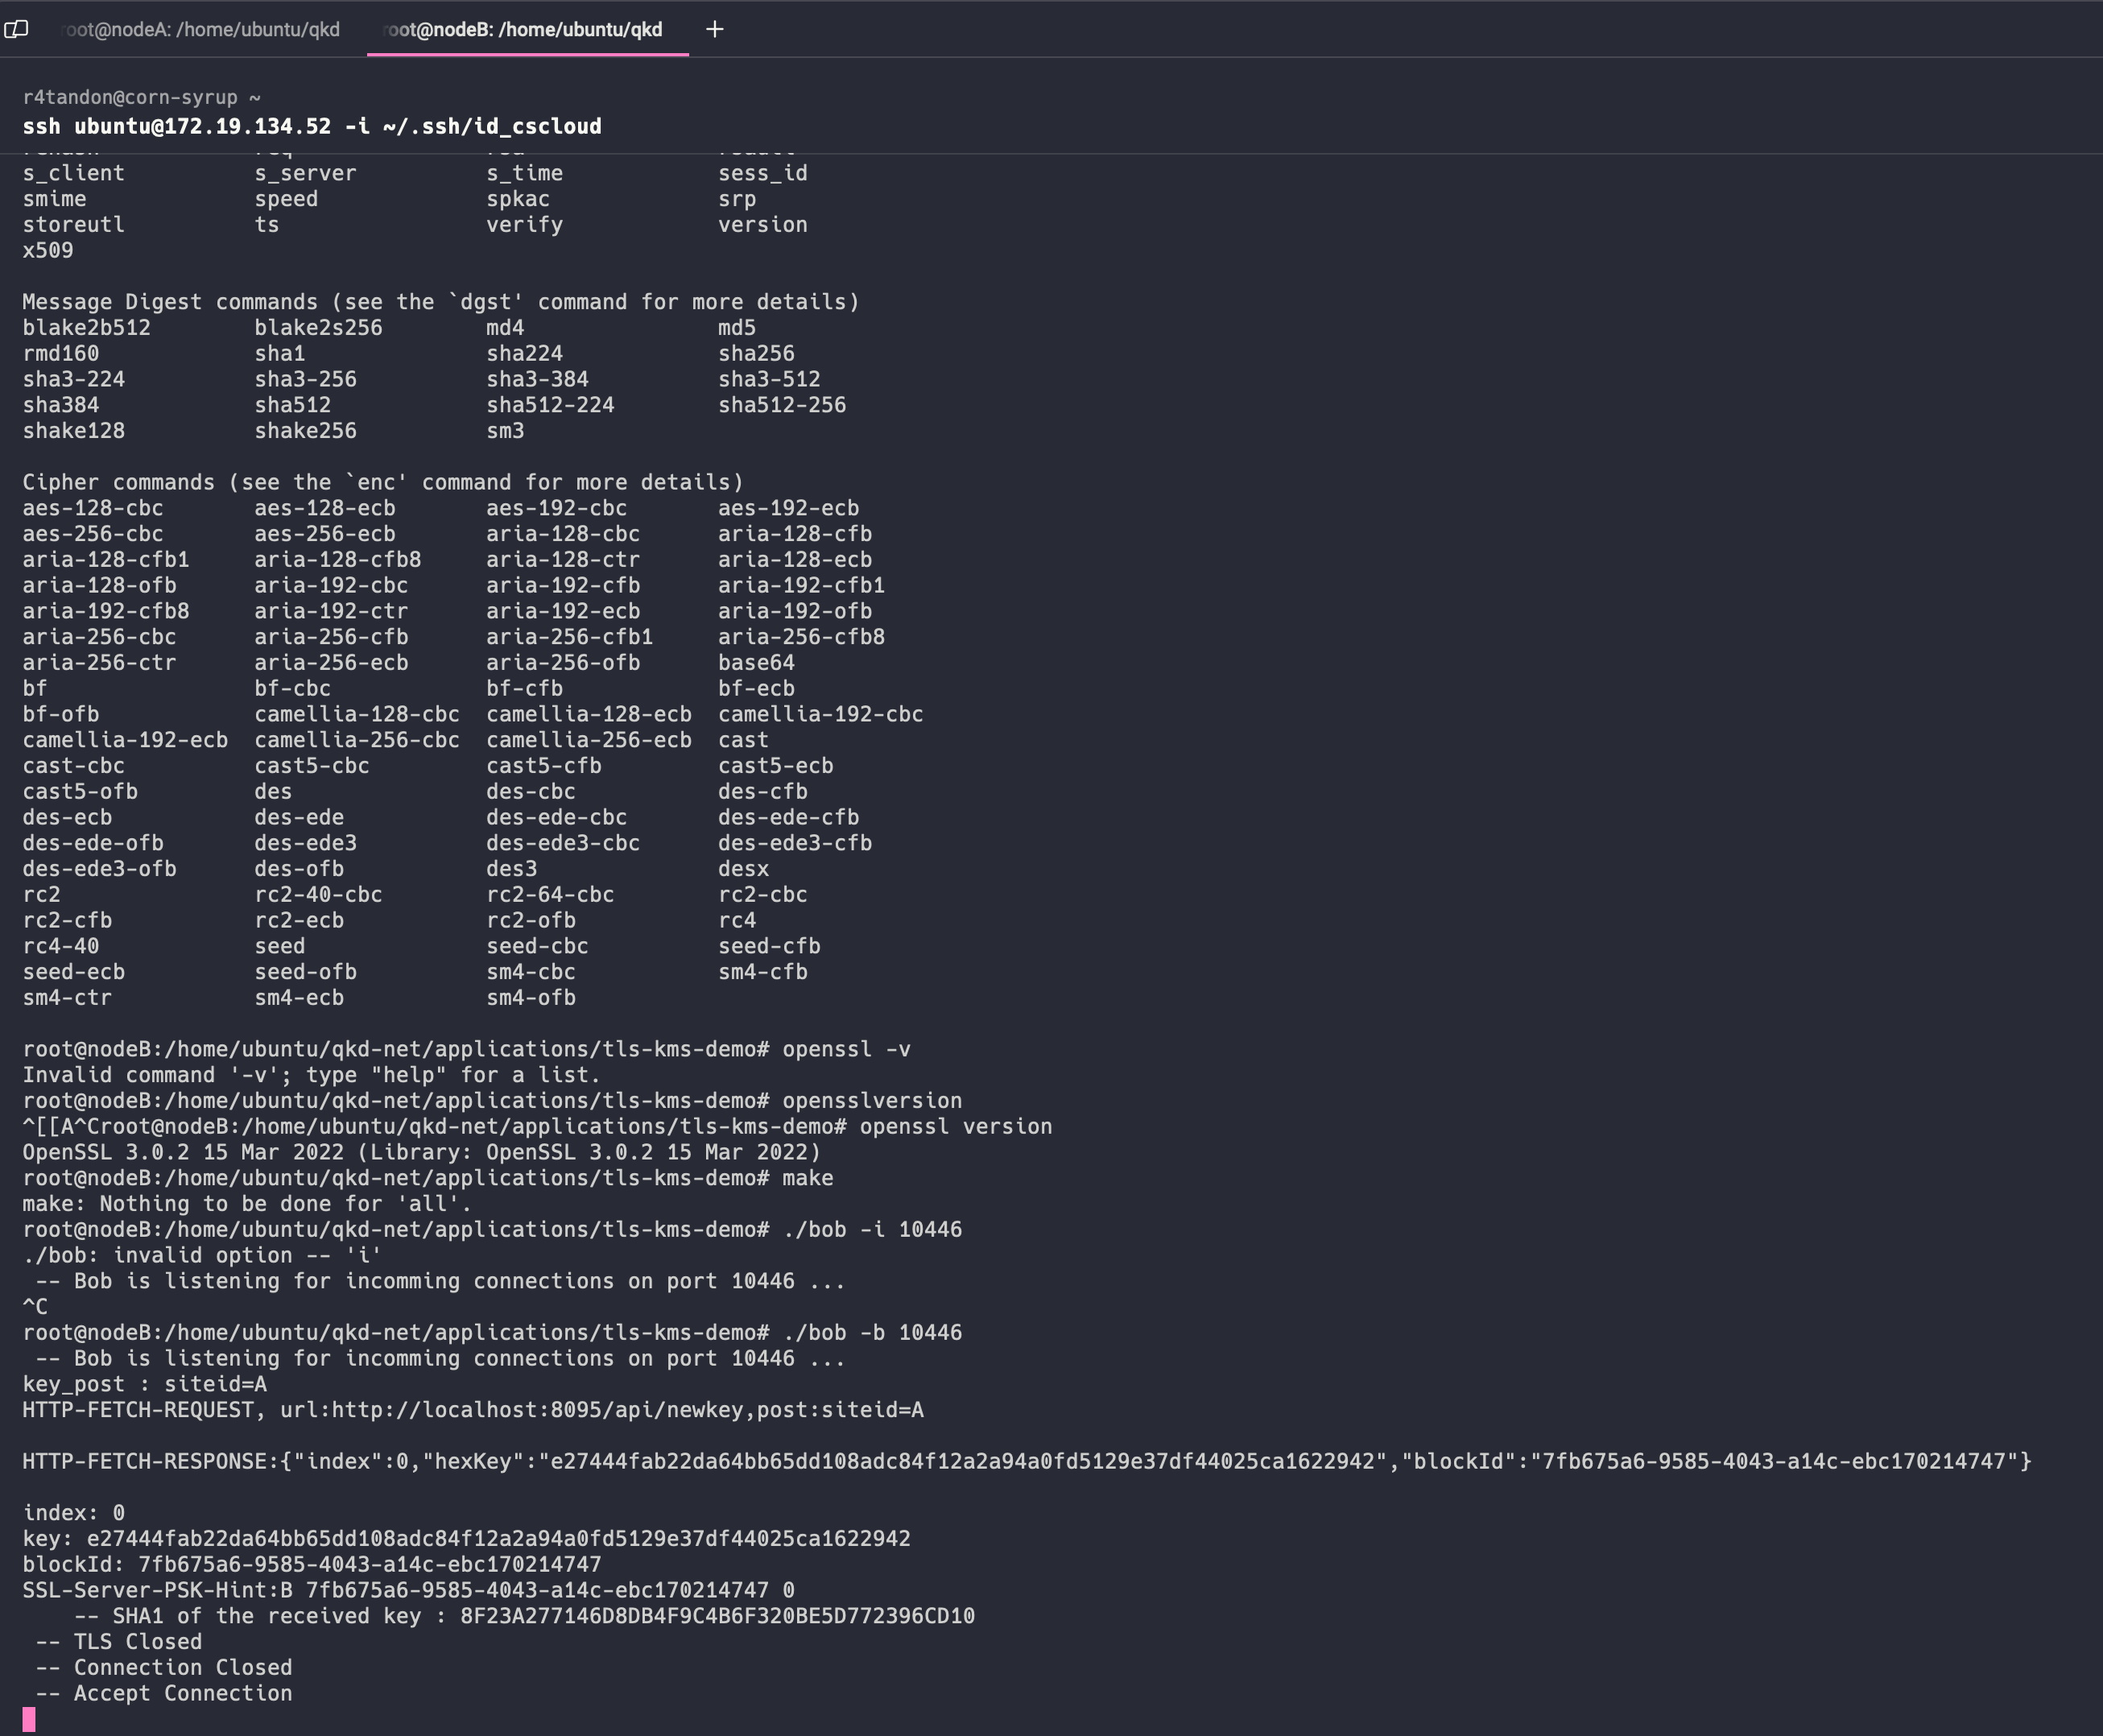 root@nodeA: /home/ubuntu/qkd
root@nodeB: /home/ubuntu/qkd
+
r4tandon@corn-syrup ~
ssh ubuntu@172.19.134.52 -i ~/.ssh/id_cscloud
s_client s_server s_time sess_id
smime speed spkac srp
storeutl ts verify version
x509
Message Digest commands (see the `dgst' command for more details)
blake2b512 blake2s256 md4 md5
rmd160 sha1 sha224 sha256
sha3-224 sha3-256 sha3-384 sha3-512
sha384 sha512 sha512-224 sha512-256
shake128 shake256 sm3
Cipher commands (see the `enc' command for more details)
aes-128-cbc aes-128-ecb aes-192-cbc aes-192-ecb
aes-256-cbc aes-256-ecb aria-128-cbc aria-128-cfb
aria-128-cfb1 aria-128-cfb8 aria-128-ctr aria-128-ecb
aria-128-ofb aria-192-cbc aria-192-cfb aria-192-cfb1
aria-192-cfb8 aria-192-ctr aria-192-ecb aria-192-ofb
aria-256-cbc aria-256-cfb aria-256-cfb1 aria-256-cfb8
aria-256-ctr aria-256-ecb aria-256-ofb base64
bf bf-cbc bf-cfb bf-ecb
bf-ofb camellia-128-cbc camellia-128-ecb camellia-192-cbc
camellia-192-ecb camellia-256-cbc camellia-256-ecb cast
cast-cbc cast5-cbc cast5-cfb cast5-ecb
cast5-ofb des des-cbc des-cfb
des-ecb des-ede des-ede-cbc des-ede-cfb
des-ede-ofb des-ede3 des-ede3-cbc des-ede3-cfb
des-ede3-ofb des-ofb des3 desx
rc2 rc2-40-cbc rc2-64-cbc rc2-cbc
rc2-cfb rc2-ecb rc2-ofb rc4
rc4-40 seed seed-cbc seed-cfb
seed-ecb seed-ofb sm4-cbc sm4-cfb
sm4-ctr sm4-ecb sm4-ofb
root@nodeB:/home/ubuntu/qkd-net/applications/tls-kms-demo# openssl -v
Invalid command '-v'; type "help" for a list.
root@nodeB:/home/ubuntu/qkd-net/applications/tls-kms-demo# opensslversion
^[[A^Croot@nodeB:/home/ubuntu/qkd-net/applications/tls-kms-demo# openssl version
OpenSSL 3.0.2 15 Mar 2022 (Library: OpenSSL 3.0.2 15 Mar 2022)
root@nodeB:/home/ubuntu/qkd-net/applications/tls-kms-demo# make
make: Nothing to be done for 'all'.
root@nodeB:/home/ubuntu/qkd-net/applications/tls-kms-demo# ./bob -i 10446
./bob: invalid option -- 'i'
-- Bob is listening for incomming connections on port 10446 ...
^C
root@nodeB:/home/ubuntu/qkd-net/applications/tls-kms-demo# ./bob -b 10446
-- Bob is listening for incomming connections on port 10446 ...
key_post : siteid=A
HTTP-FETCH-REQUEST, url:http://localhost:8095/api/newkey,post:siteid=A
HTTP-FETCH-RESPONSE:{"index":0,"hexKey":"e27444fab22da64bb65dd108adc84f12a2a94a0fd5129e37df44025ca1622942","blockId":"7fb675a6-9585-4043-a14c-ebc170214747"}
index: 0
key: e27444fab22da64bb65dd108adc84f12a2a94a0fd5129e37df44025ca1622942
blockId: 7fb675a6-9585-4043-a14c-ebc170214747
SSL-Server-PSK-Hint:B 7fb675a6-9585-4043-a14c-ebc170214747 0
-- SHA1 of the received key : 8F23A277146D8DB4F9C4B6F320BE5D772396CD10
-- TLS Closed
-- Connection Closed
-- Accept Connection